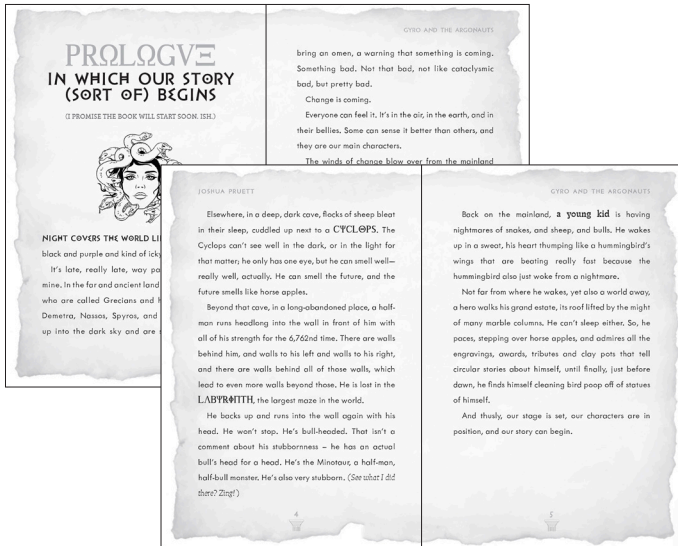 PRΩLΩGVΞ
IN WHICH OUR STORY
(SORT OF) BEGINS
(I PROMISE THE BOOK WILL START SOON. ISH.)
NIGHT COVERS THE WORLD LI
black and purple and kind of icky
It's late, really late, way pa
mine. In the far and ancient land
who are called Grecians and H
Demetra, Nassos, Spyros, and
up into the dark sky and are
GYRO AND THE ARGONAUTS
bring an omen, a warning that something is coming.
Something bad. Not that bad, not like cataclysmic
bad, but pretty bad.
Change is coming.
Everyone can feel it. It's in the air, in the earth, and in
their bellies. Some can sense it better than others, and
they are our main characters.
The winds of change blow over from the mainland
JOSHUA PRUETT
Elsewhere, in a deep, dark cave, flocks of sheep bleat
in their sleep, cuddled up next to a CYCLOPS. The
Cyclops can't see well in the dark, or in the light for
that matter; he only has one eye, but he can smell well—
really well, actually. He can smell the future, and the
future smells like horse apples.
Beyond that cave, in a long-abandoned place, a half-
man runs headlong into the wall in front of him with
all of his strength for the 6,762nd time. There are walls
behind him, and walls to his left and walls to his right,
and there are walls behind all of those walls, which
lead to even more walls beyond those. He is lost in the
LABYRINTH, the largest maze in the world.
He backs up and runs into the wall again with his
head. He won't stop. He's bull-headed. That isn't a
comment about his stubbornness – he has an actual
bull's head for a head. He's the Minotaur, a half-man,
half-bull monster. He's also very stubborn. (See what I did
there? Zing!)
4
GYRO AND THE ARGONAUTS
Back on the mainland, a young kid is having
nightmares of snakes, and sheep, and bulls. He wakes
up in a sweat, his heart thumping like a hummingbird's
wings that are beating really fast because the
hummingbird also just woke from a nightmare.
Not far from where he wakes, yet also a world away,
a hero walks his grand estate, its roof lifted by the might
of many marble columns. He can't sleep either. So, he
paces, stepping over horse apples, and admires all the
engravings, awards, tributes and clay pots that tell
circular stories about himself, until finally, just before
dawn, he finds himself cleaning bird poop off of statues
of himself.
And thusly, our stage is set, our characters are in
position, and our story can begin.
5